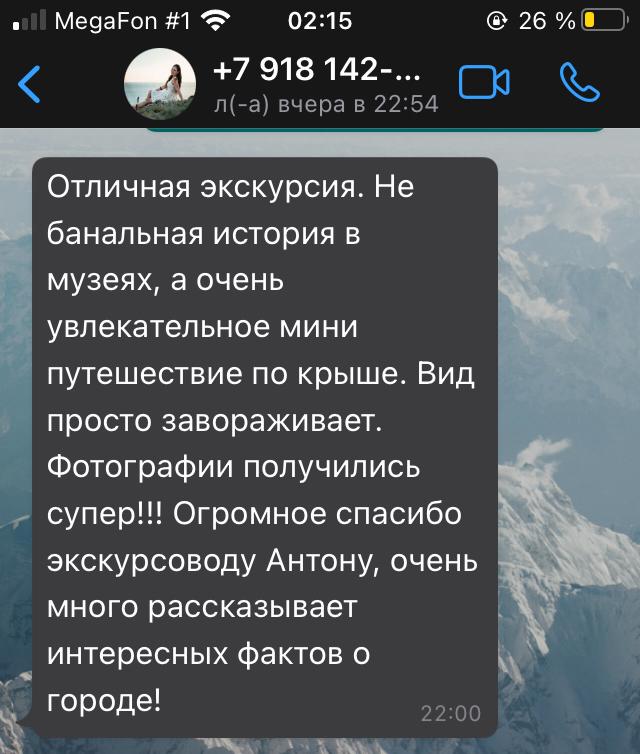 MegaFon #1 02:15 26 %
+7 918 142-...
л(-а) вчера в 22:54
Отличная экскурсия. Не
банальная история в
музеях, а очень
увлекательное мини
путешествие по крыше. Вид
просто завораживает.
Фотографии получились
супер!!! Огромное спасибо
экскурсоводу Антону, очень
много рассказывает
интересных фактов о
городе!
22:00